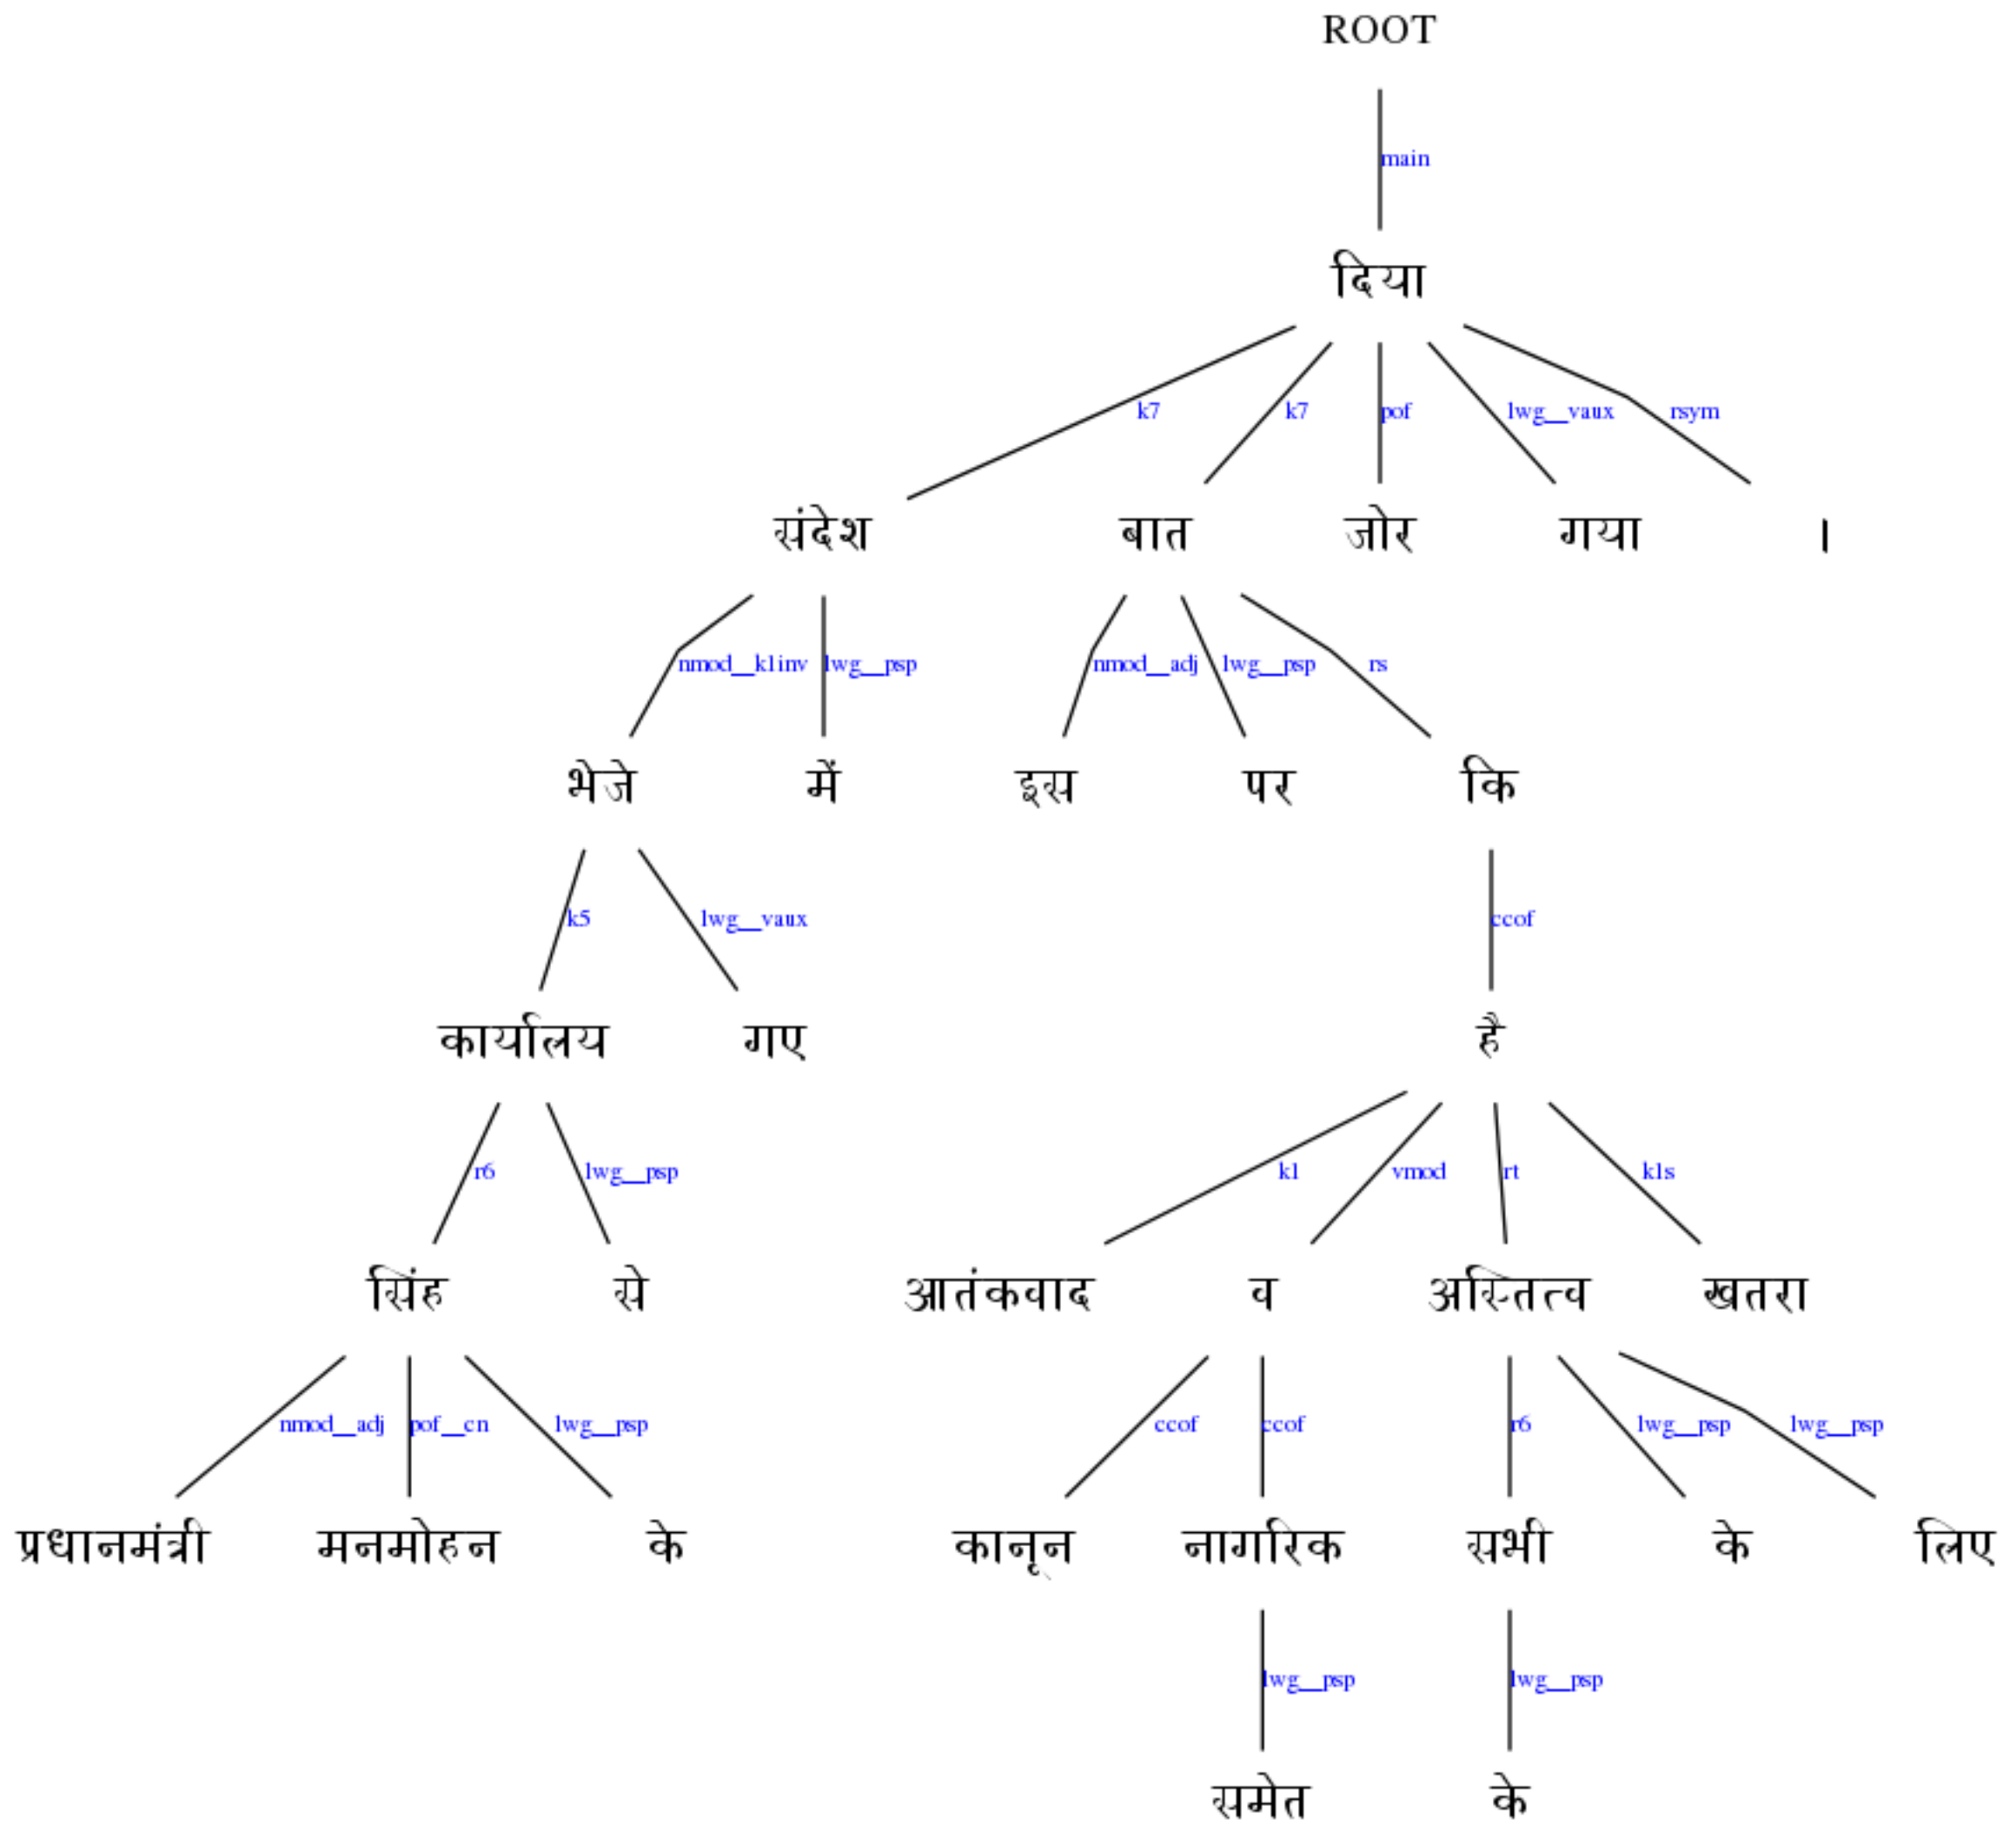 ROOT
main
दिया
k7 k7 pof lwg__vaux rsym
संदेश बात जोर गया ।
nmod__k1inv lwg__psp nmod__adj lwg__psp rs
भेजे में इस पर कि
k5 lwg__vaux ccof
कार्यालय गए है
r6 lwg__psp k1 vmod rt k1s
सिंह से आतंकवाद व अस्तित्व खतरा
nmod__adj pof__cn lwg__psp ccof ccof r6 lwg__psp lwg__psp
प्रधानमंत्री मनमोहन के कानून नागरिक सभी के लिए
lwg__psp lwg__psp
समेत के